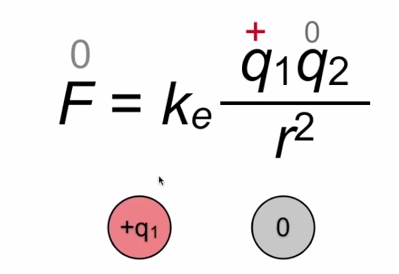 + 0
0
F = kₑ q₁q₂ / r²
+q₁ 0